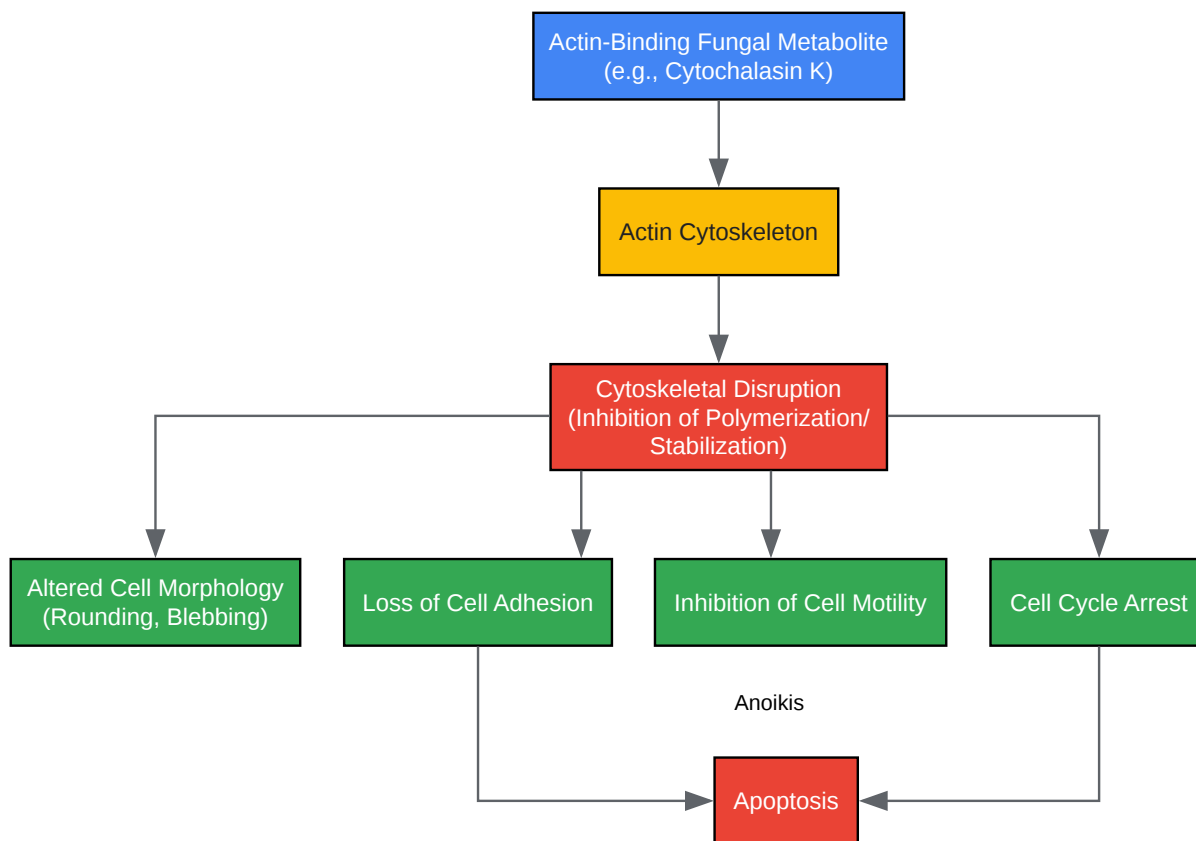 Actin-Binding Fungal Metabolite
(e.g., Cytochalasin K)
Actin Cytoskeleton
Cytoskeletal Disruption
(Inhibition of Polymerization/
Stabilization)
Altered Cell Morphology
(Rounding, Blebbing)
Loss of Cell Adhesion
Inhibition of Cell Motility
Cell Cycle Arrest
Anoikis
Apoptosis